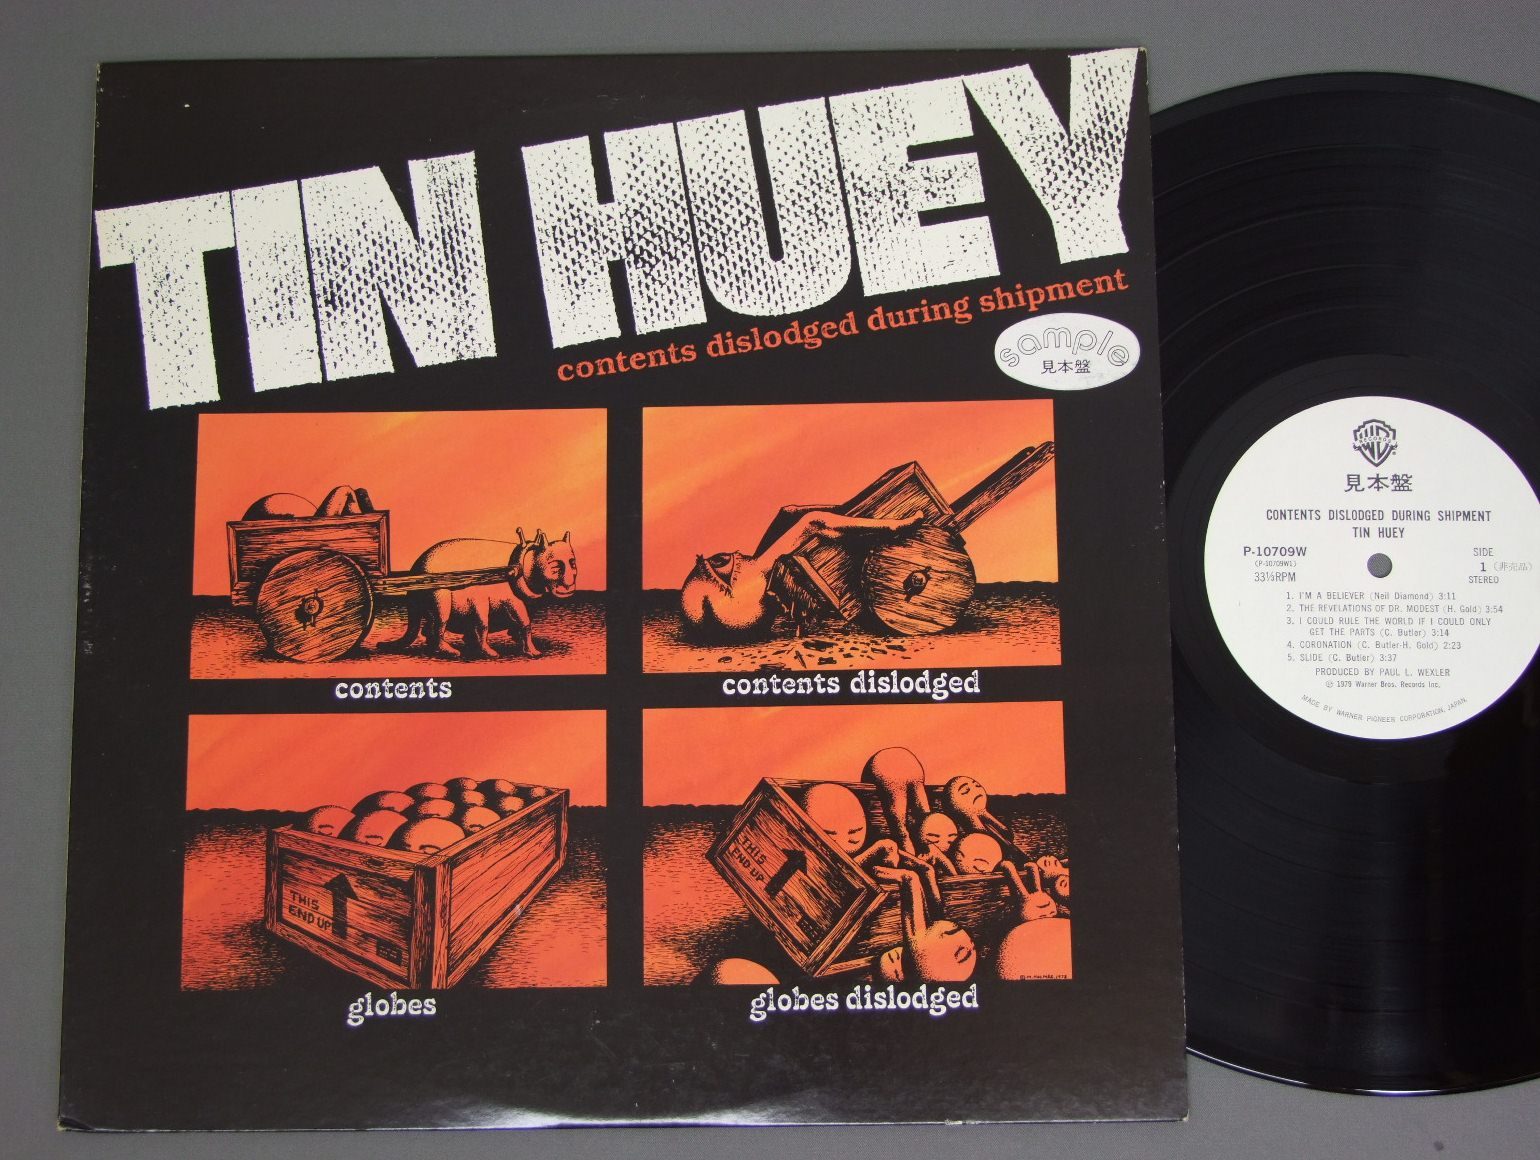 TIN HUEY
contents dislodged during shipment
sample
見本盤
contents
contents dislodged
THIS
END UP
globes
THIS
END UP
© M. HOLMES 1978
globes dislodged
WB
RECORDS
見本盤
CONTENTS DISLODGED DURING SHIPMENT
TIN HUEY
P-10709W
(P-10709W1)
33⅓RPM
SIDE
1 (非売品)
STEREO
1. I'M A BELIEVER (Neil Diamond) 3:11
2. THE REVELATIONS OF DR. MODEST (H. Gold) 3:54
3. I COULD RULE THE WORLD IF I COULD ONLY
GET THE PARTS (C. Butler) 3:14
4. CORONATION (C. Butler-H. Gold) 2:23
5. SLIDE (C. Butler) 3:37
PRODUCED BY PAUL L. WEXLER
℗ 1979 Warner Bros. Records Inc.
MADE BY WARNER PIONEER CORPORATION, JAPAN.